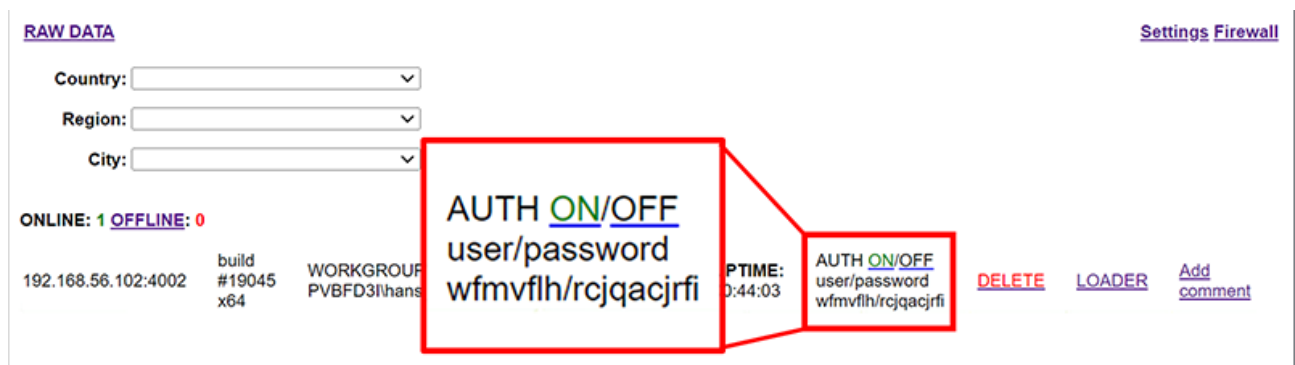 RAW DATA
Settings Firewall
Country:
Region:
City:
ONLINE: 1 OFFLINE: 0
192.168.56.102:4002
build
#19045
x64
WORKGROUP
PVBFD3I\hans
AUTH ON/OFF
user/password
wfmvflh/rcjqacjrfi
PTIME:
0:44:03
AUTH ON/OFF
user/password
wfmvflh/rcjqacjrfi
DELETE
LOADER
Add
comment